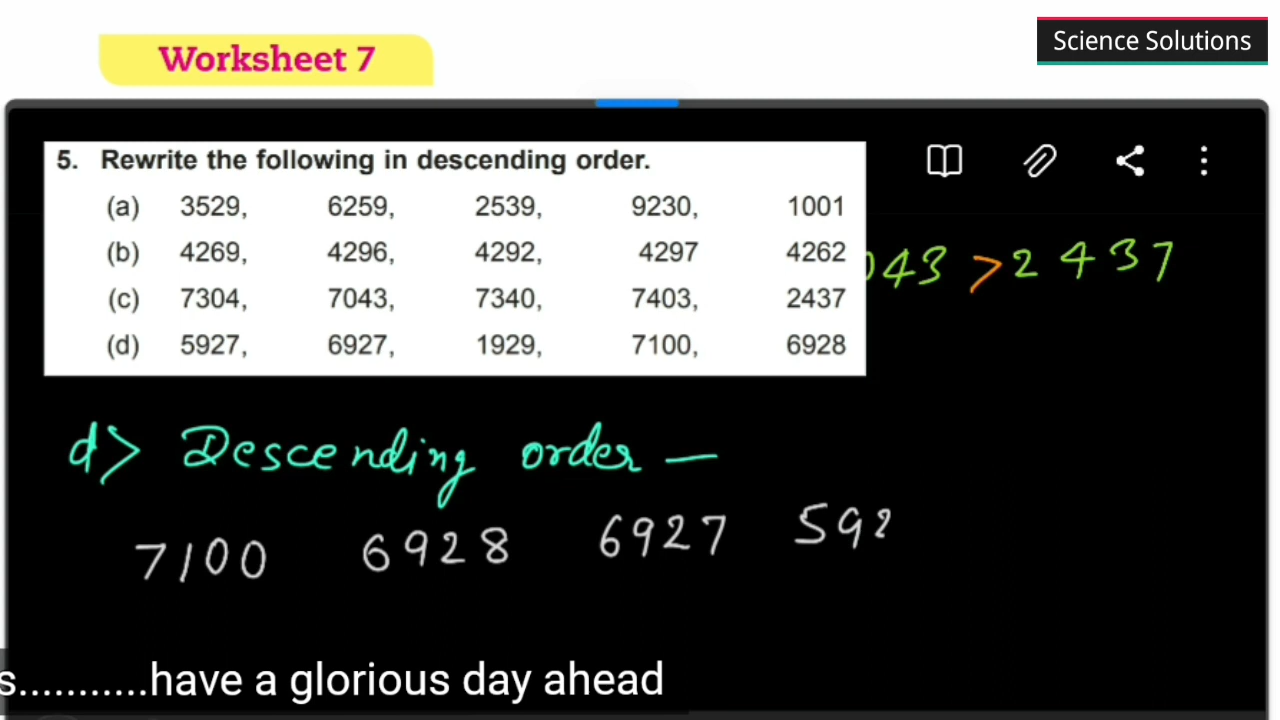 Worksheet 7
Science Solutions
5. Rewrite the following in descending order.
(a) 3529, 6259, 2539, 9230, 1001
(b) 4269, 4296, 4292, 4297 4262
(c) 7304, 7043, 7340, 7403, 2437
(d) 5927, 6927, 1929, 7100, 6928
043 > 2437
d> Descending order —
7100 6928 6927 592
s...........have a glorious day ahead